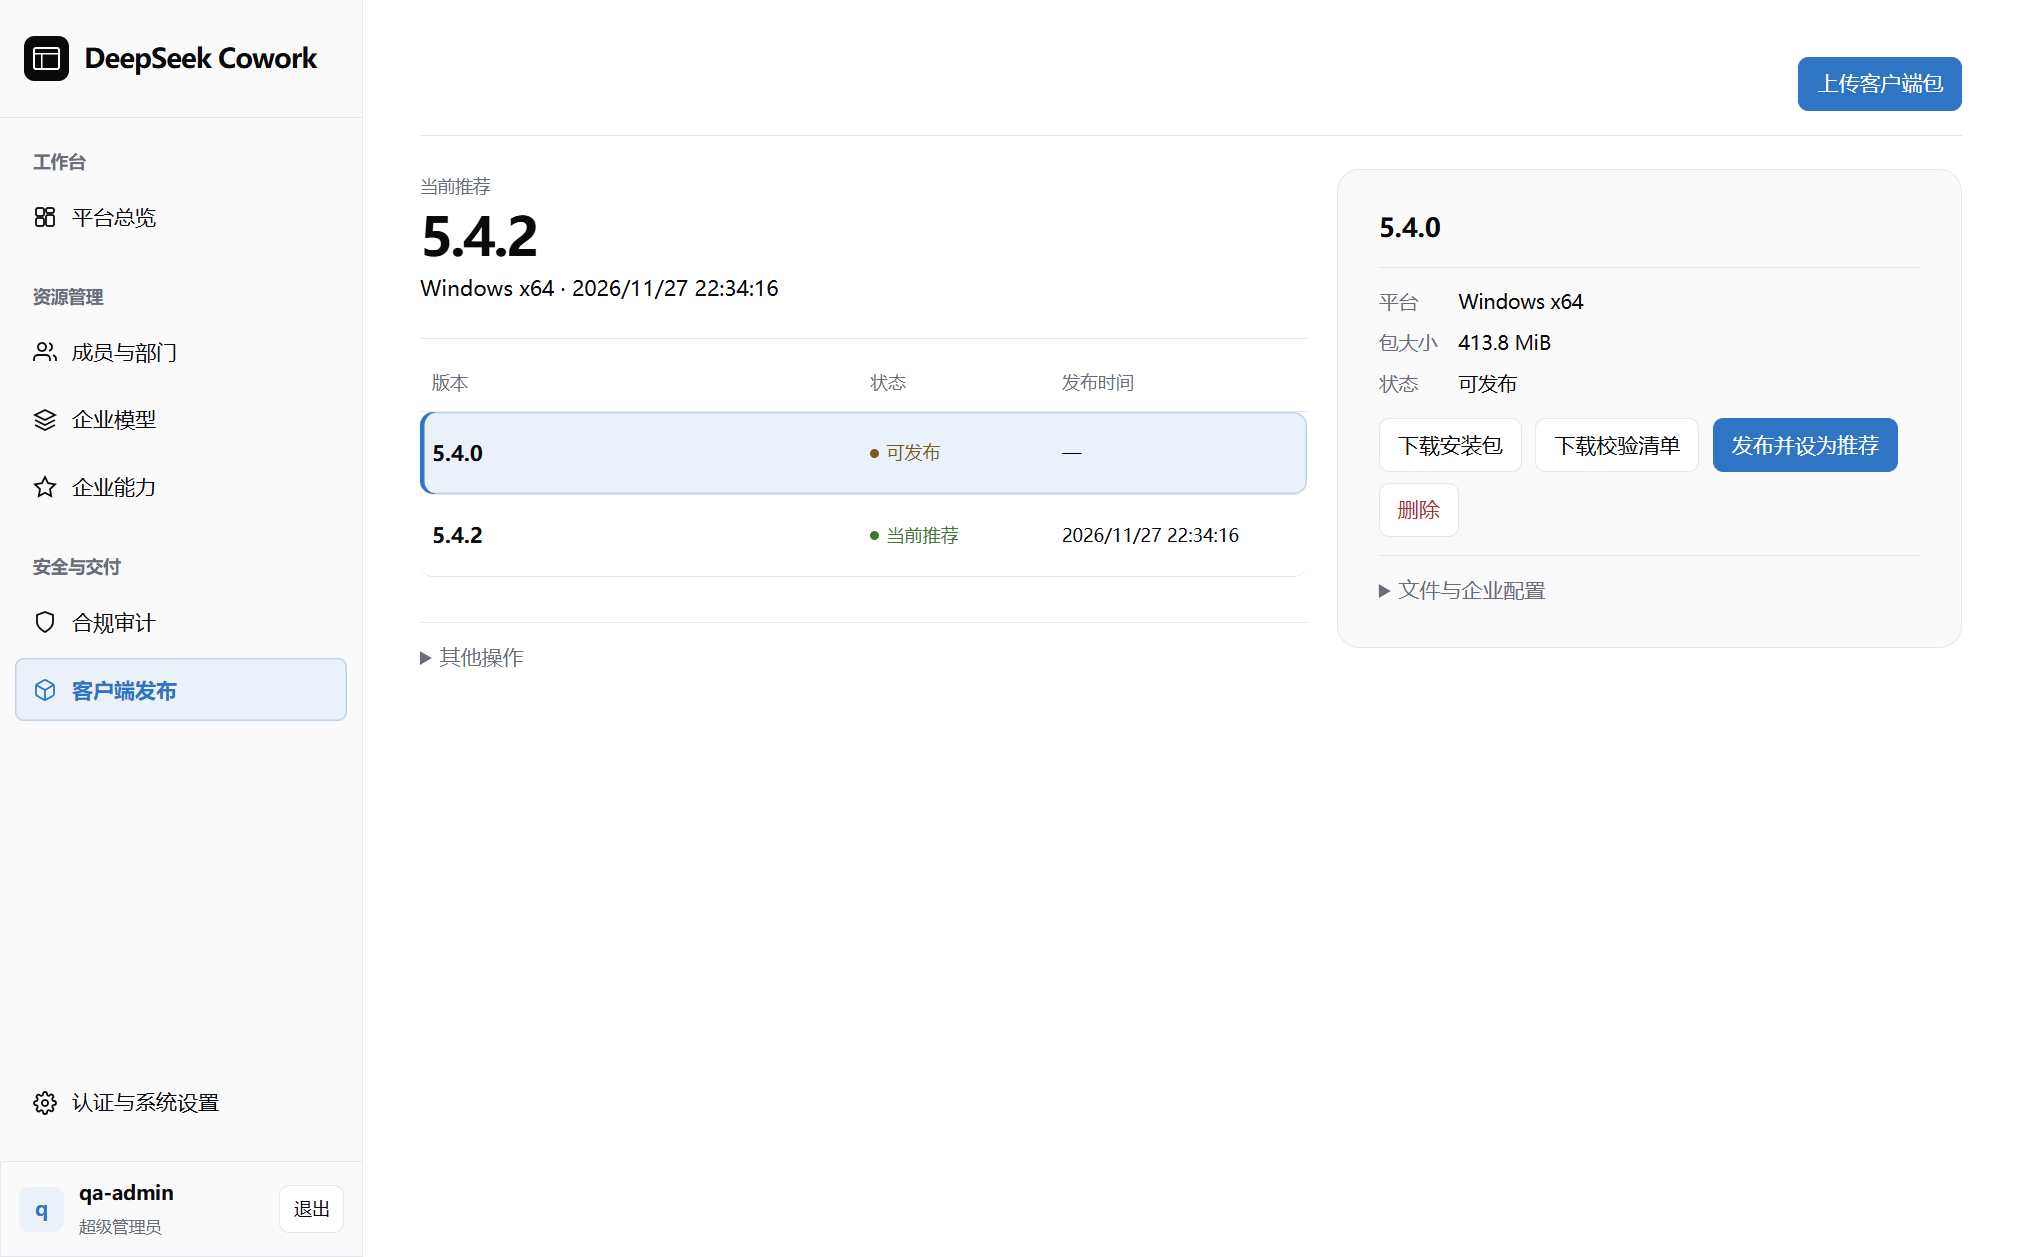 DeepSeek Cowork
工作台
平台总览
资源管理
成员与部门
企业模型
企业能力
安全与交付
合规审计
客户端发布
认证与系统设置
q
qa-admin
超级管理员
退出
上传客户端包
当前推荐
5.4.2
Windows x64 · 2026/11/27 22:34:16
版本 状态 发布时间
5.4.0 可发布 —
5.4.2 当前推荐 2026/11/27 22:34:16
其他操作
5.4.0
平台 Windows x64
包大小 413.8 MiB
状态 可发布
下载安装包 下载校验清单 发布并设为推荐
删除
文件与企业配置